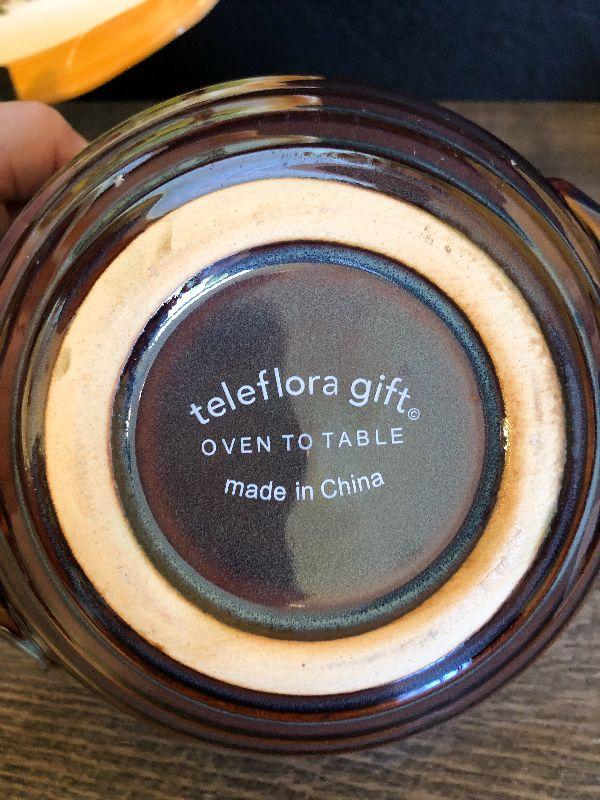 teleflora gift©
OVEN TO TABLE
made in China